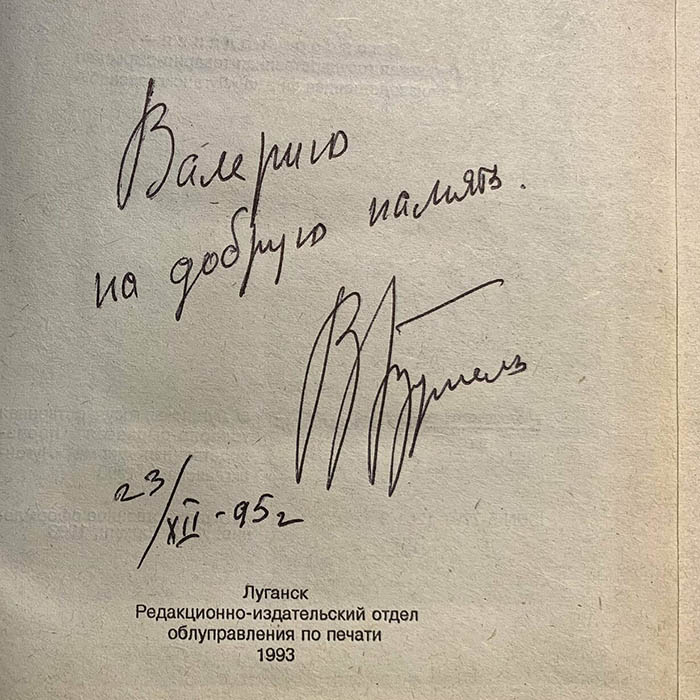 Валерию
на добрую память.
23/XII-95г
Луганск
Редакционно-издательский отдел
облуправления по печати
1993